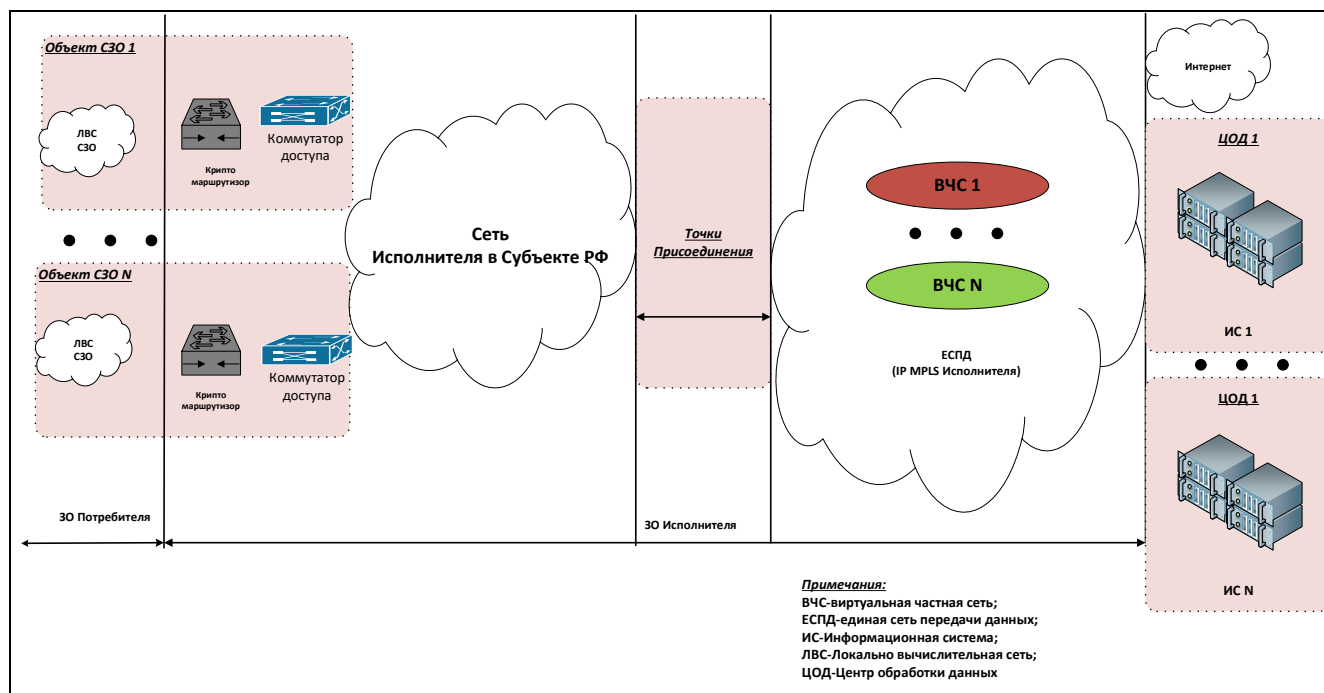 Объект СЗО 1
ЛВС
СЗО
Крипто
маршрутизор
Коммутатор
доступа
Объект СЗО N
ЛВС
СЗО
Крипто
маршрутизор
Коммутатор
доступа
Сеть
Исполнителя в Субъекте РФ
Точки
Присоединения
ВЧС 1
ВЧС N
ЕСПД
(IP MPLS Исполнителя)
Интернет
ЦОД 1
ИС 1
ЦОД 1
ИС N
ЗО Потребителя
ЗО Исполнителя
Примечания:
ВЧС-виртуальная частная сеть;
ЕСПД-единая сеть передачи данных;
ИС-Информационная система;
ЛВС-Локально вычислительная сеть;
ЦОД-Центр обработки данных